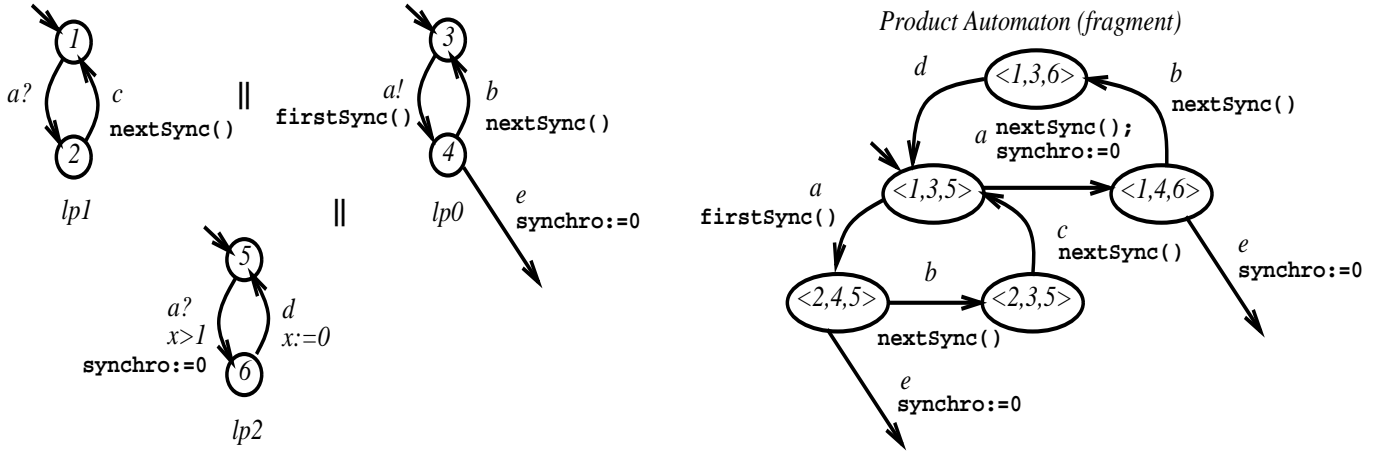 1
a?
c
nextSync()
2
lp1
||
3
a!
firstSync()
b
nextSync()
4
lp0
e
synchro:=0
||
5
a?
x>1
synchro:=0
d
x:=0
6
lp2
Product Automaton (fragment)
<1,3,6>
d
b
nextSync()
a nextSync();
synchro:=0
<1,3,5>
<1,4,6>
a
firstSync()
c
nextSync()
e
synchro:=0
<2,4,5>
b
nextSync()
<2,3,5>
e
synchro:=0